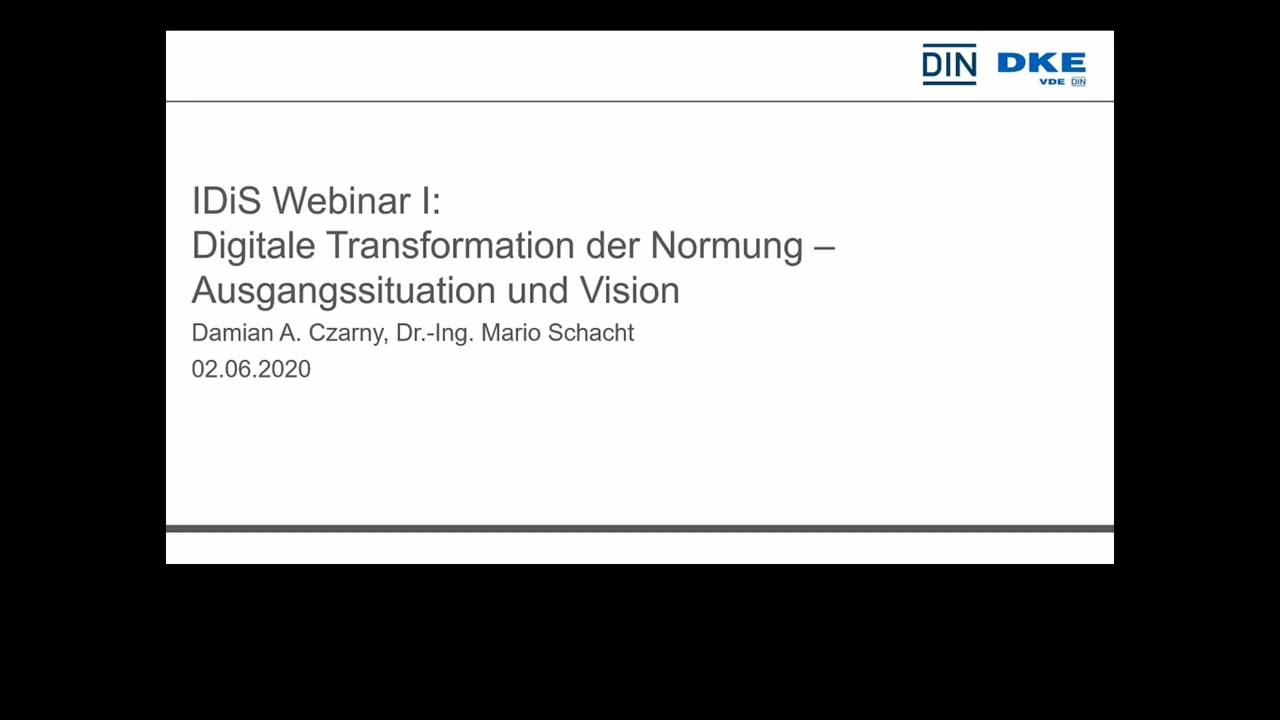 DIN DKE
VDE DIN
IDiS Webinar I:
Digitale Transformation der Normung –
Ausgangssituation und Vision
Damian A. Czarny, Dr.-Ing. Mario Schacht
02.06.2020